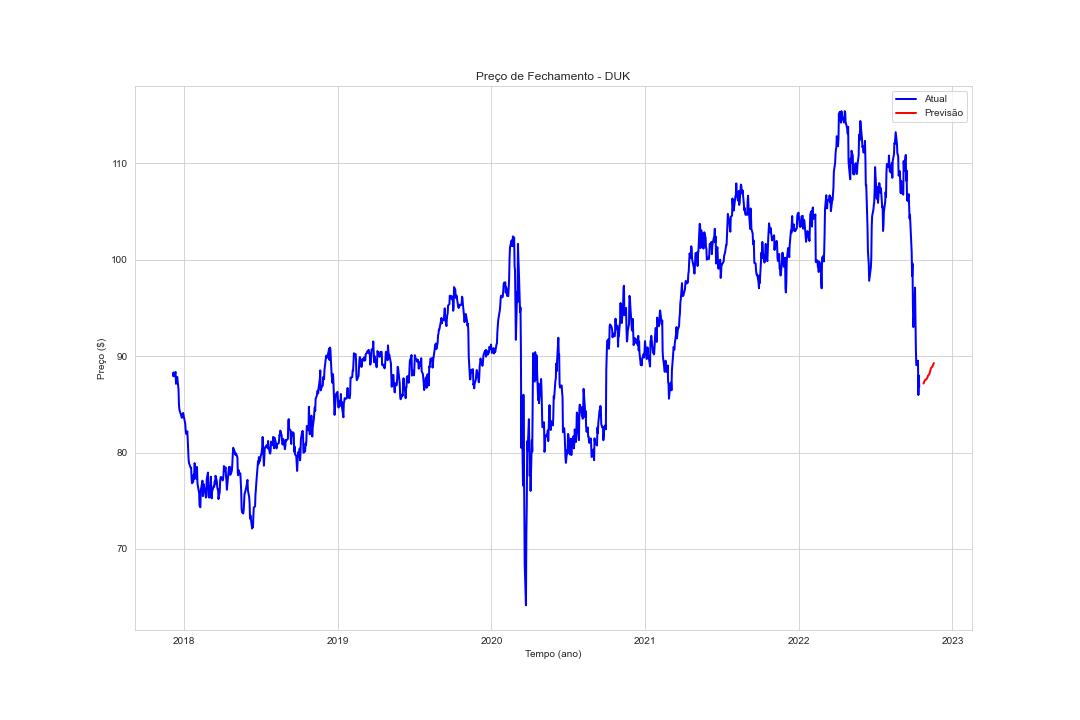 Preço de Fechamento - DUK
Atual
Previsão
110
100
90
80
70
Preço ($)
2018
2019
2020
2021
2022
2023
Tempo (ano)